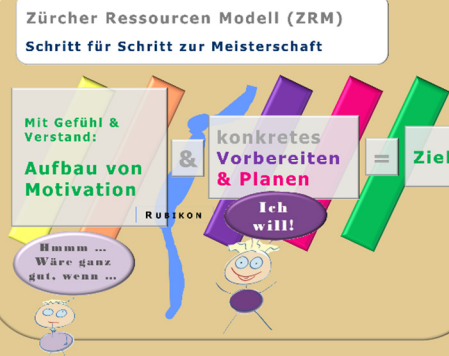 Zürcher Ressourcen Modell (ZRM)
Schritt für Schritt zur Meisterschaft
Mit Gefühl &
Verstand:
Aufbau von
Motivation
&
konkretes
Vorbereiten
& Planen
=
Ziel
RUBIKON
Ich
will!
Hmmm ...
Wäre ganz
gut, wenn ...